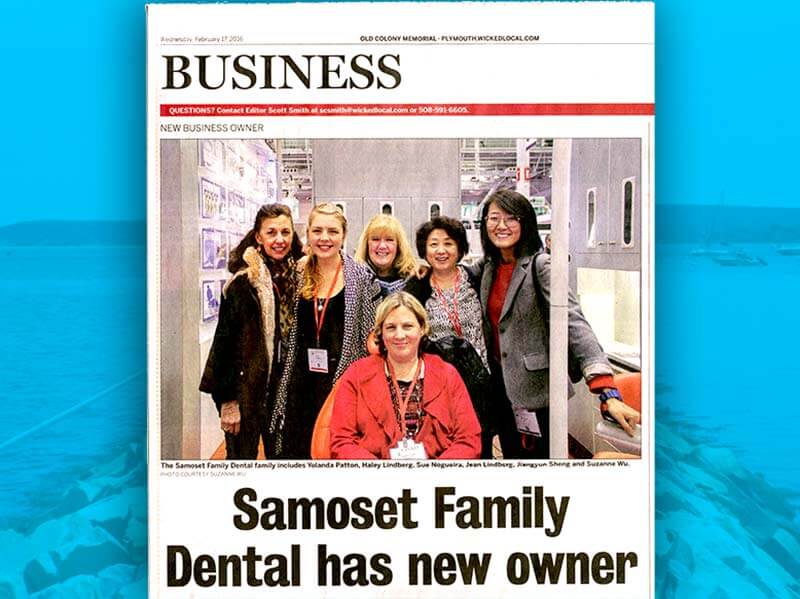 Wednesday, February 17, 2016
OLD COLONY MEMORIAL - PLYMOUTH.WICKEDLOCAL.COM
BUSINESS
QUESTIONS? Contact Editor Scott Smith at scsmith@wickedlocal.com or 508-591-6605.
NEW BUSINESS OWNER
The Samoset Family Dental family includes Yolanda Patton, Haley Lindberg, Sue Nogueira, Jean Lindberg, Jiangyun Sheng and Suzanne Wu.
PHOTO COURTESY SUZANNE WU
Samoset Family
Dental has new owner